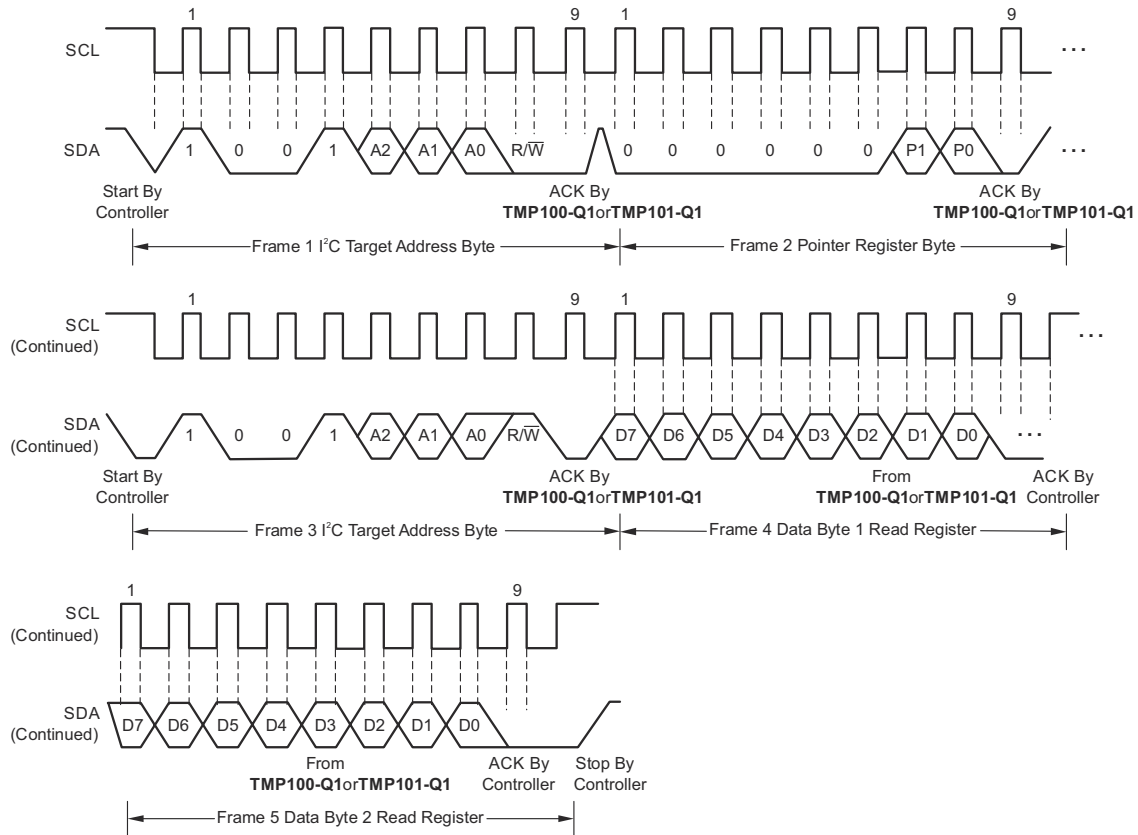 1 9 1 9
SCL ...
SDA 1 0 0 1 A2 A1 A0 R/W̅ 0 0 0 0 0 0 P1 P0 ...
Start By
Controller
ACK By
TMP100-Q1orTMP101-Q1
ACK By
TMP100-Q1orTMP101-Q1
Frame 1 I²C Target Address Byte
Frame 2 Pointer Register Byte
1 9 1 9
SCL
(Continued)
...
SDA
(Continued)
1 0 0 1 A2 A1 A0 R/W̅ D7 D6 D5 D4 D3 D2 D1 D0 ...
Start By
Controller
ACK By
TMP100-Q1orTMP101-Q1
From
TMP100-Q1orTMP101-Q1
ACK By
Controller
Frame 3 I²C Target Address Byte
Frame 4 Data Byte 1 Read Register
1 9
SCL
(Continued)
SDA
(Continued)
D7 D6 D5 D4 D3 D2 D1 D0
From
TMP100-Q1orTMP101-Q1
ACK By
Controller
Stop By
Controller
Frame 5 Data Byte 2 Read Register